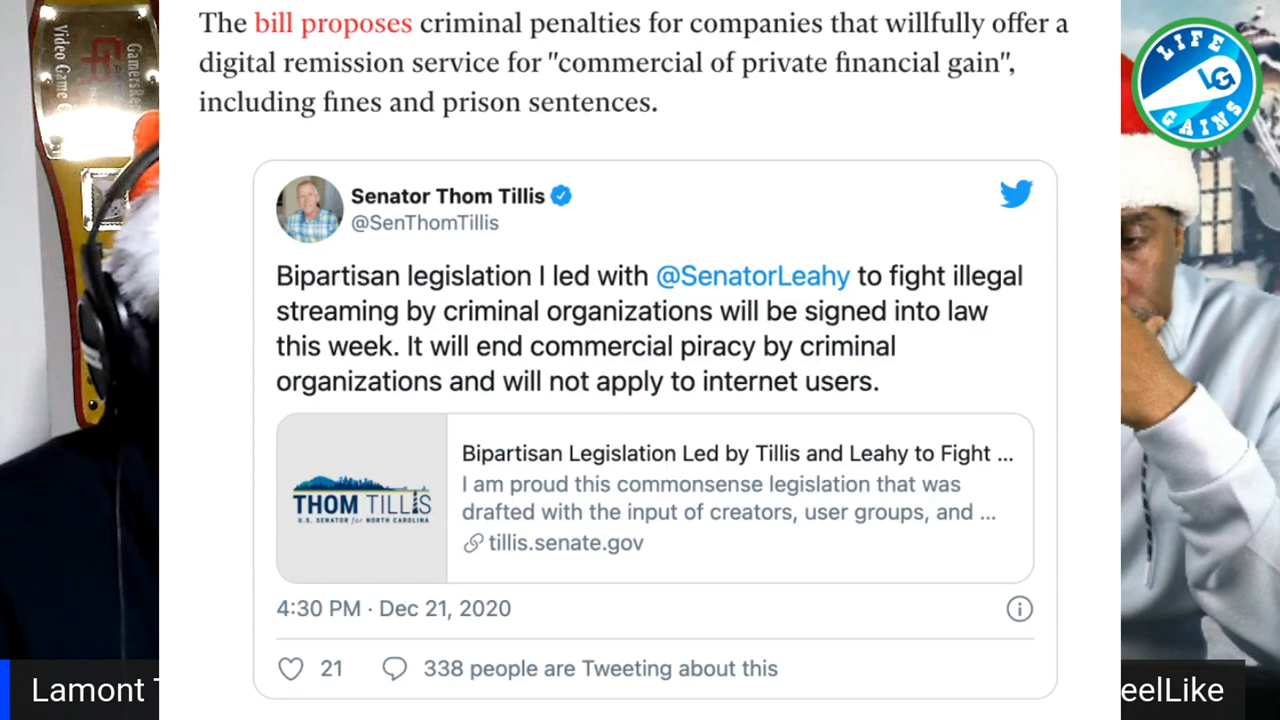 The bill proposes criminal penalties for companies that willfully offer a
digital remission service for "commercial of private financial gain",
including fines and prison sentences.
LIFE
LG
GAINS
Video Game
Senator Thom Tillis
@SenThomTillis
Bipartisan legislation I led with @SenatorLeahy to fight illegal
streaming by criminal organizations will be signed into law
this week. It will end commercial piracy by criminal
organizations and will not apply to internet users.
THOM TILLIS
U.S. SENATOR for NORTH CAROLINA
Bipartisan Legislation Led by Tillis and Leahy to Fight ...
I am proud this commonsense legislation that was
drafted with the input of creators, user groups, and ...
tillis.senate.gov
4:30 PM · Dec 21, 2020
21
338 people are Tweeting about this
Lamont T
eelLike